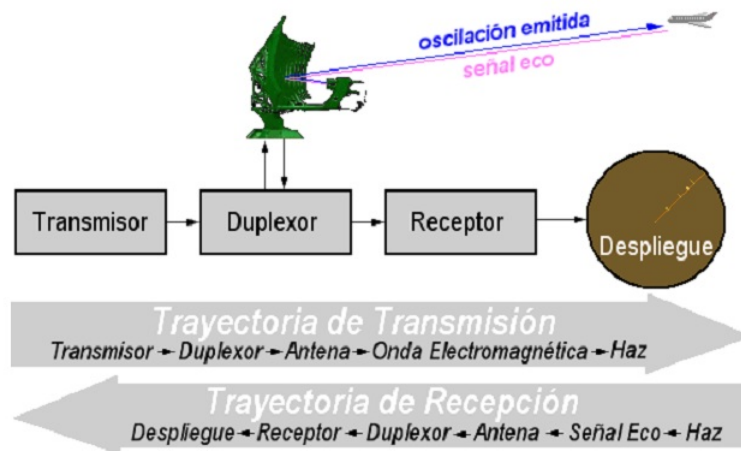 oscilación emitida
señal eco
Transmisor
Duplexor
Receptor
Despliegue
Trayectoria de Transmisión
Transmisor → Duplexor → Antena → Onda Electromagnética → Haz
Trayectoria de Recepción
Despliegue ← Receptor ← Duplexor ← Antena ← Señal Eco ← Haz